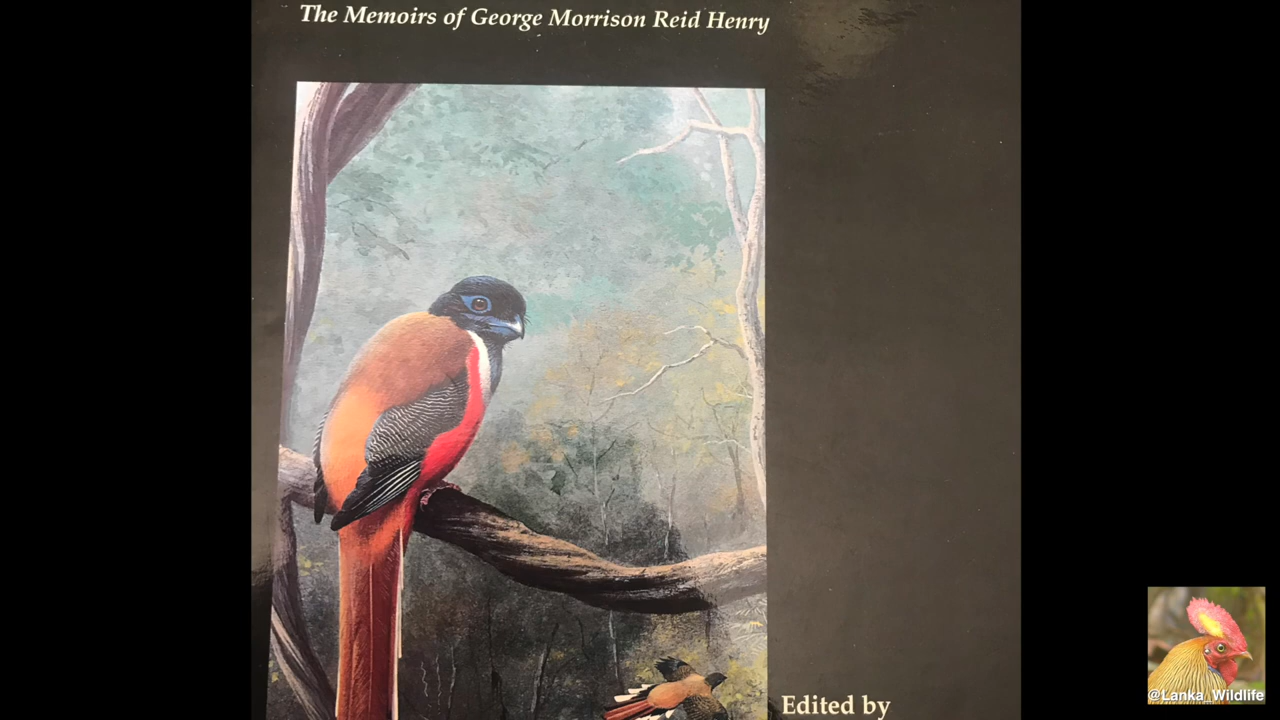 The Memoirs of George Morrison Reid Henry
Edited by
@Lanka_Wildlife